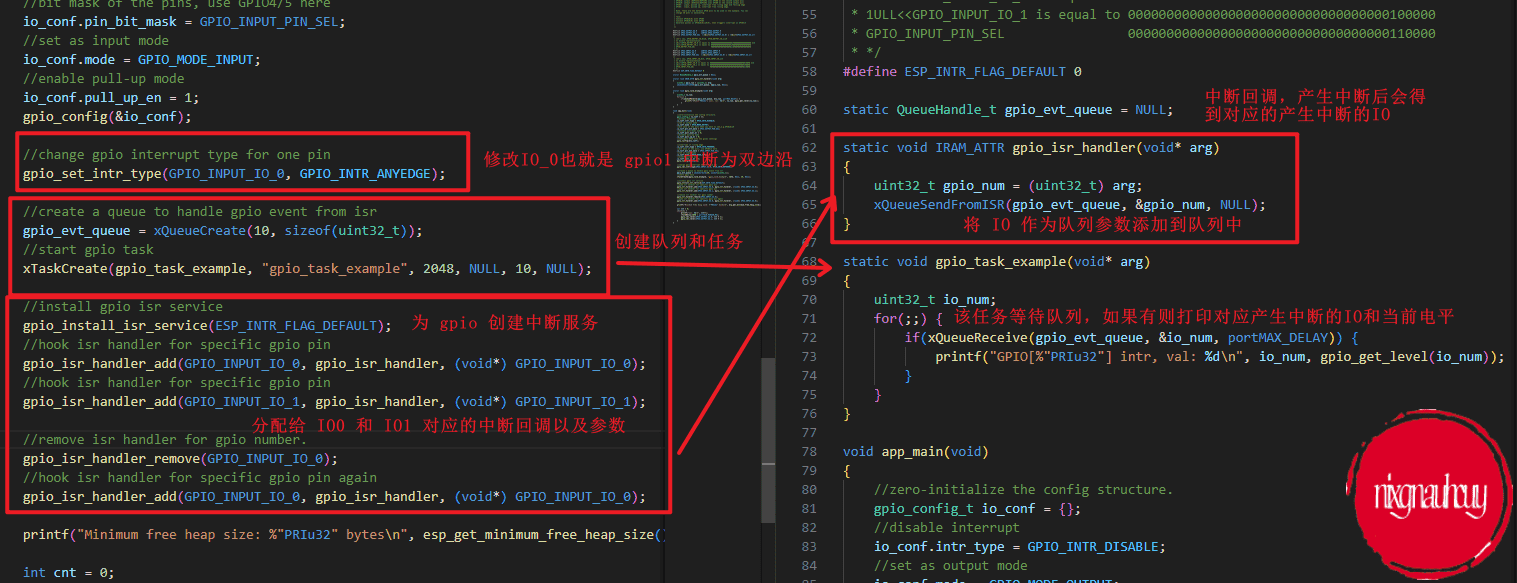 //bit mask of the pins, use GPIO4/5 here
io_conf.pin_bit_mask = GPIO_INPUT_PIN_SEL;
//set as input mode
io_conf.mode = GPIO_MODE_INPUT;
//enable pull-up mode
io_conf.pull_up_en = 1;
gpio_config(&io_conf);
//change gpio interrupt type for one pin
gpio_set_intr_type(GPIO_INPUT_IO_0, GPIO_INTR_ANYEDGE);
修改IO_0也就是 gpio1 中断为双边沿
//create a queue to handle gpio event from isr
gpio_evt_queue = xQueueCreate(10, sizeof(uint32_t));
//start gpio task
xTaskCreate(gpio_task_example, "gpio_task_example", 2048, NULL, 10, NULL);
创建队列和任务
//install gpio isr service
gpio_install_isr_service(ESP_INTR_FLAG_DEFAULT);
为 gpio 创建中断服务
//hook isr handler for specific gpio pin
gpio_isr_handler_add(GPIO_INPUT_IO_0, gpio_isr_handler, (void*) GPIO_INPUT_IO_0);
//hook isr handler for specific gpio pin
gpio_isr_handler_add(GPIO_INPUT_IO_1, gpio_isr_handler, (void*) GPIO_INPUT_IO_1);
分配给 IO0 和 IO1 对应的中断回调以及参数
//remove isr handler for gpio number.
gpio_isr_handler_remove(GPIO_INPUT_IO_0);
//hook isr handler for specific gpio pin again
gpio_isr_handler_add(GPIO_INPUT_IO_0, gpio_isr_handler, (void*) GPIO_INPUT_IO_0);
printf("Minimum free heap size: %"PRIu32" bytes\n", esp_get_minimum_free_heap_size()
int cnt = 0;
55 * 1ULL<<GPIO_INPUT_IO_1 is equal to 0000000000000000000000000000000000100000
56 * GPIO_INPUT_PIN_SEL 0000000000000000000000000000000000110000
57 * */
58 #define ESP_INTR_FLAG_DEFAULT 0
59
60 static QueueHandle_t gpio_evt_queue = NULL;
中断回调，产生中断后会得
到对应的产生中断的IO
61
62 static void IRAM_ATTR gpio_isr_handler(void* arg)
63 {
64 uint32_t gpio_num = (uint32_t) arg;
65 xQueueSendFromISR(gpio_evt_queue, &gpio_num, NULL);
66 }
将 IO 作为队列参数添加到队列中
67
68 static void gpio_task_example(void* arg)
69 {
70 uint32_t io_num;
71 for(;;) {
该任务等待队列，如果有则打印对应产生中断的IO和当前电平
72 if(xQueueReceive(gpio_evt_queue, &io_num, portMAX_DELAY)) {
73 printf("GPIO[%"PRIu32"] intr, val: %d\n", io_num, gpio_get_level(io_num));
74 }
75 }
76 }
77
78 void app_main(void)
79 {
80 //zero-initialize the config structure.
81 gpio_config_t io_conf = {};
82 //disable interrupt
83 io_conf.intr_type = GPIO_INTR_DISABLE;
84 //set as output mode